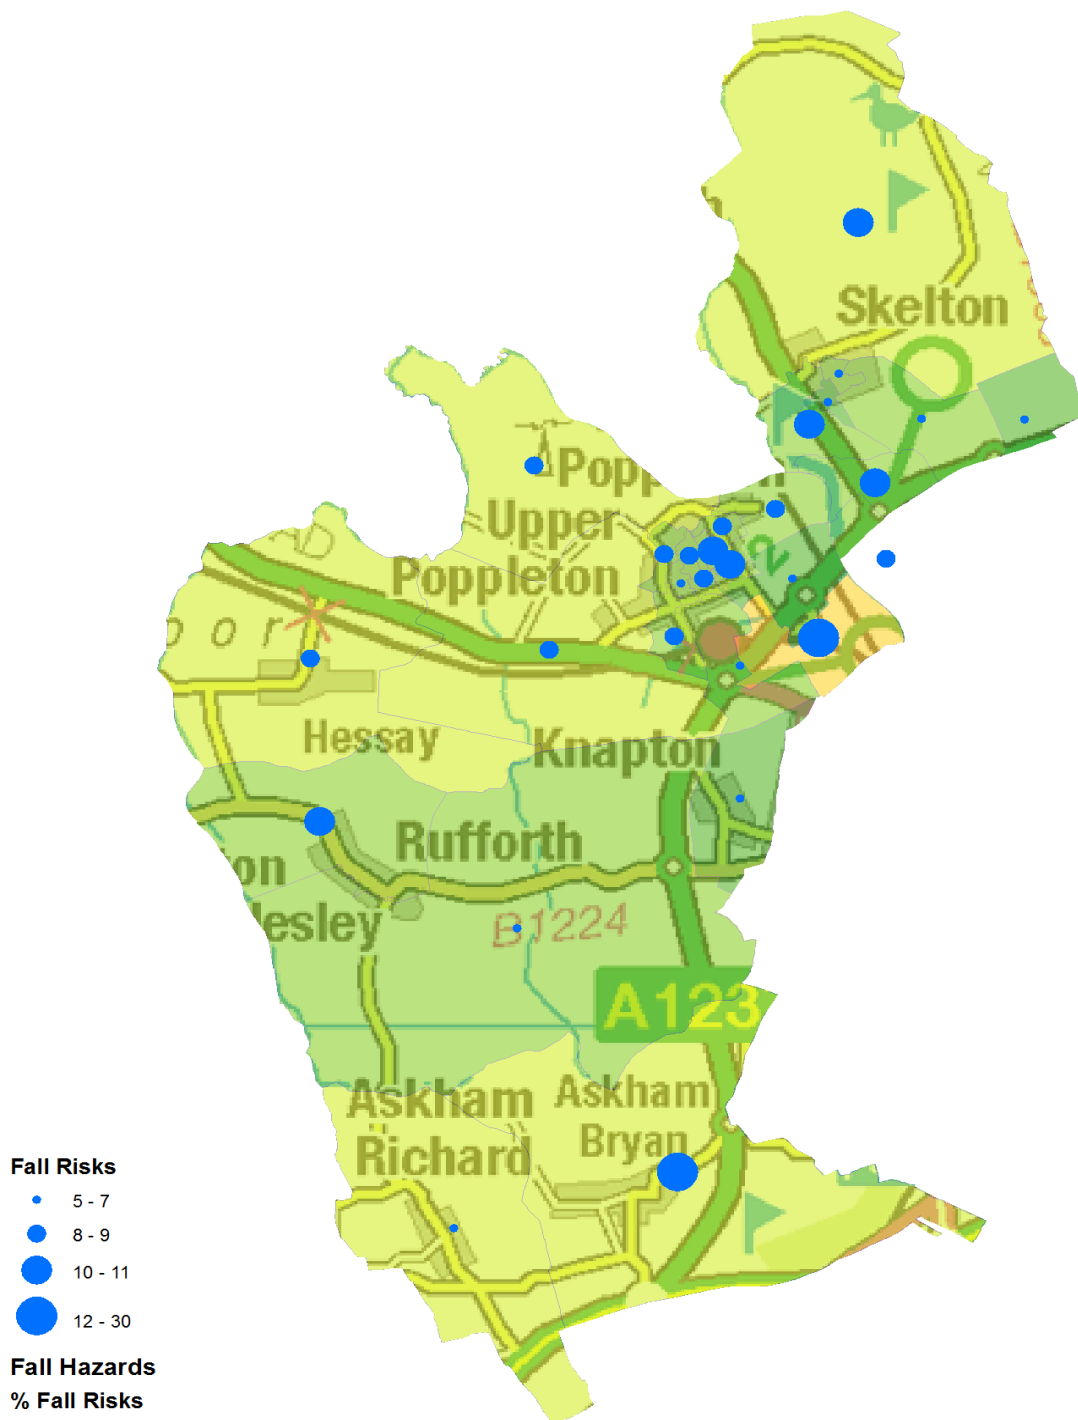 Skelton
Upper
Poppleton
2
Hessay
Knapton
Rufforth
B1224
A123
Askham
Richard
Askham
Bryan
Fall Risks
5 - 7
8 - 9
10 - 11
12 - 30
Fall Hazards
% Fall Risks